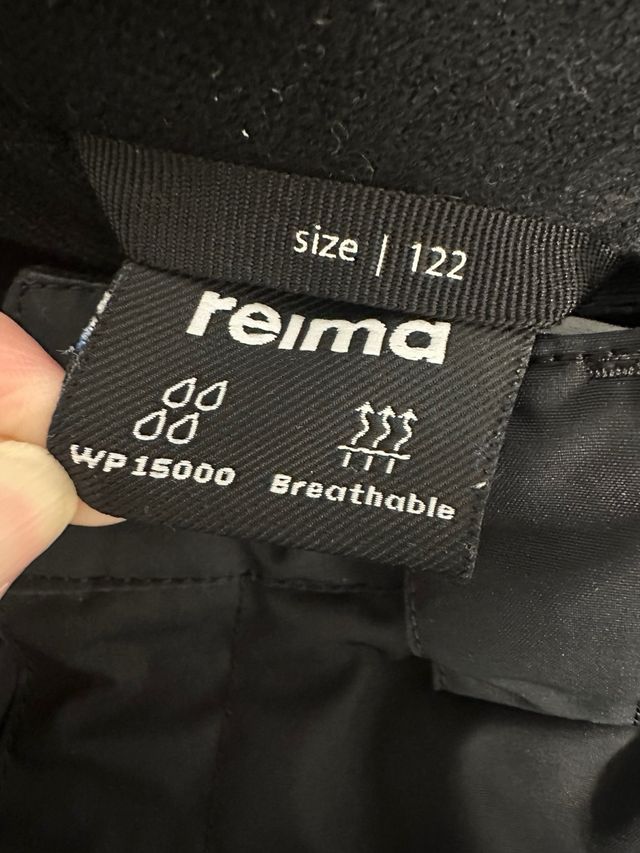 size | 122
reima
WP 15000
Breathable